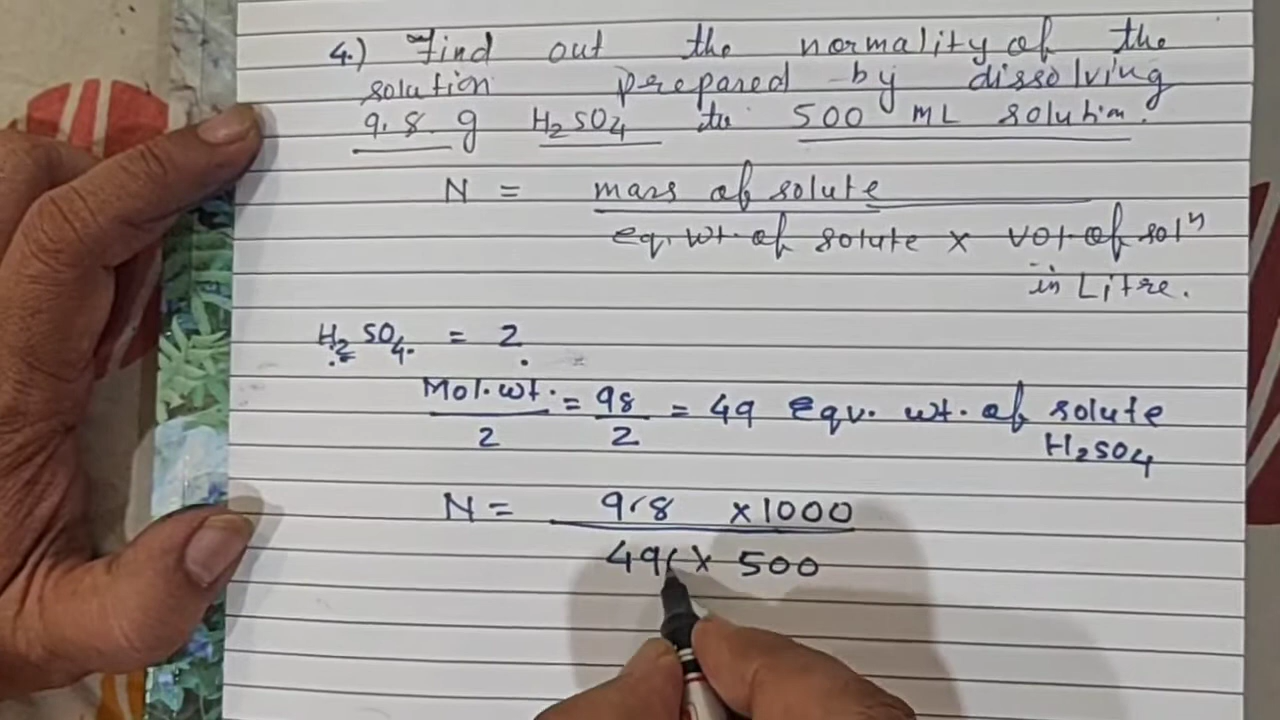 4.) Find out the normality of the
solution prepared by dissolving
9.8 g H₂SO₄ to 500 ML solution.
N = mass of solute
eq. wt. of solute x vol. of solⁿ
in Litre.
H₂SO₄ = 2
Mol. wt. = 98 = 49 Eqv. wt. of solute
2 2 H₂SO₄
N = 9.8 x 1000
49 x 500